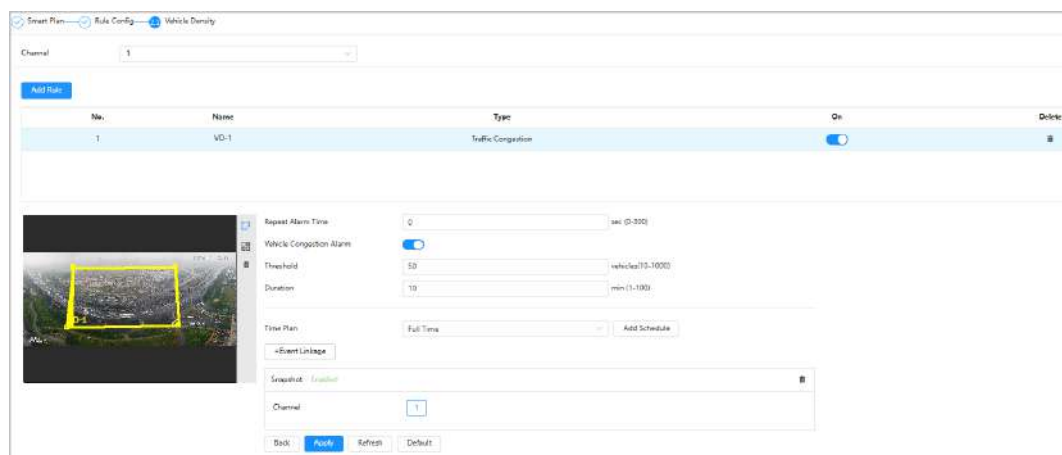 Smart Plan Rule Config Vehicle Density
Channel 1
Add Rule
No. Name Type On Delete
1 VD-1 Traffic Congestion
Repeat Alarm Time 0 sec (0-300)
Vehicle Congestion Alarm
Threshold 50 vehicles(10-1000)
Duration 10 min (1-100)
Time Plan Full Time Add Schedule
+Event Linkage
Snapshot Enabled
Channel 1
Back Apply Refresh Default